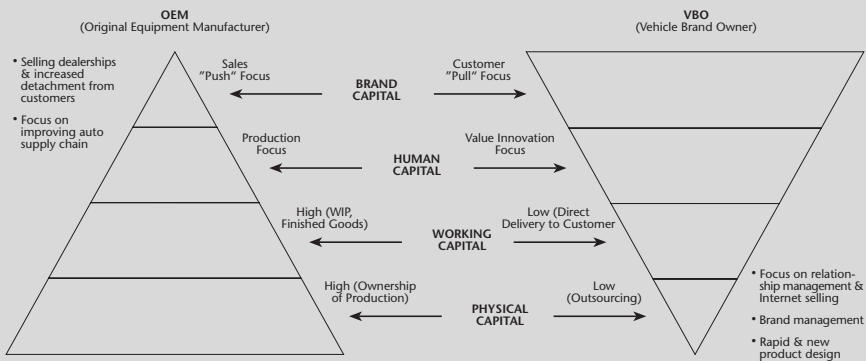 OEM
(Original Equipment Manufacturer)
VBO
(Vehicle Brand Owner)
• Selling dealerships
& increased
detachment from
customers
• Focus on
improving auto
supply chain
Sales
"Push" Focus
BRAND
CAPITAL
Customer
"Pull" Focus
Production
Focus
HUMAN
CAPITAL
Value Innovation
Focus
High (WIP,
Finished Goods)
WORKING
CAPITAL
Low (Direct
Delivery to Customer
High (Ownership
of Production)
PHYSICAL
CAPITAL
Low
(Outsourcing)
• Focus on relation-
ship management &
Internet selling
• Brand management
• Rapid & new
product design